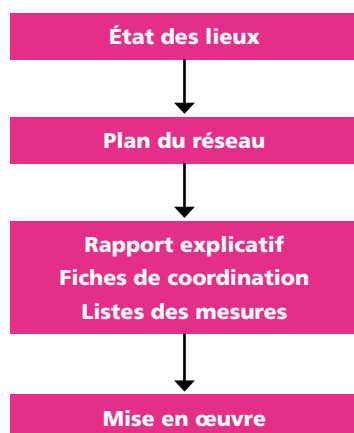 État des lieux
Plan du réseau
Rapport explicatif
Fiches de coordination
Listes des mesures
Mise en œuvre